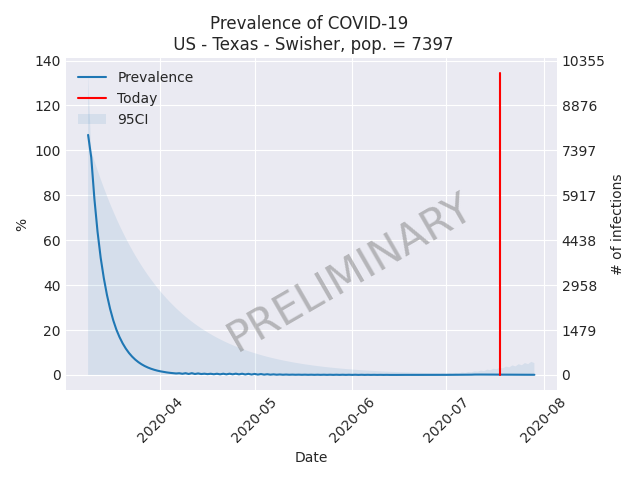 Prevalence of COVID-19
US - Texas - Swisher, pop. = 7397
140
120
100
80
60
40
20
0
%
Prevalence
Today
95CI
PRELIMINARY
10355
8876
7397
5917
4438
2958
1479
0
# of infections
2020-04
2020-05
2020-06
2020-07
2020-08
Date